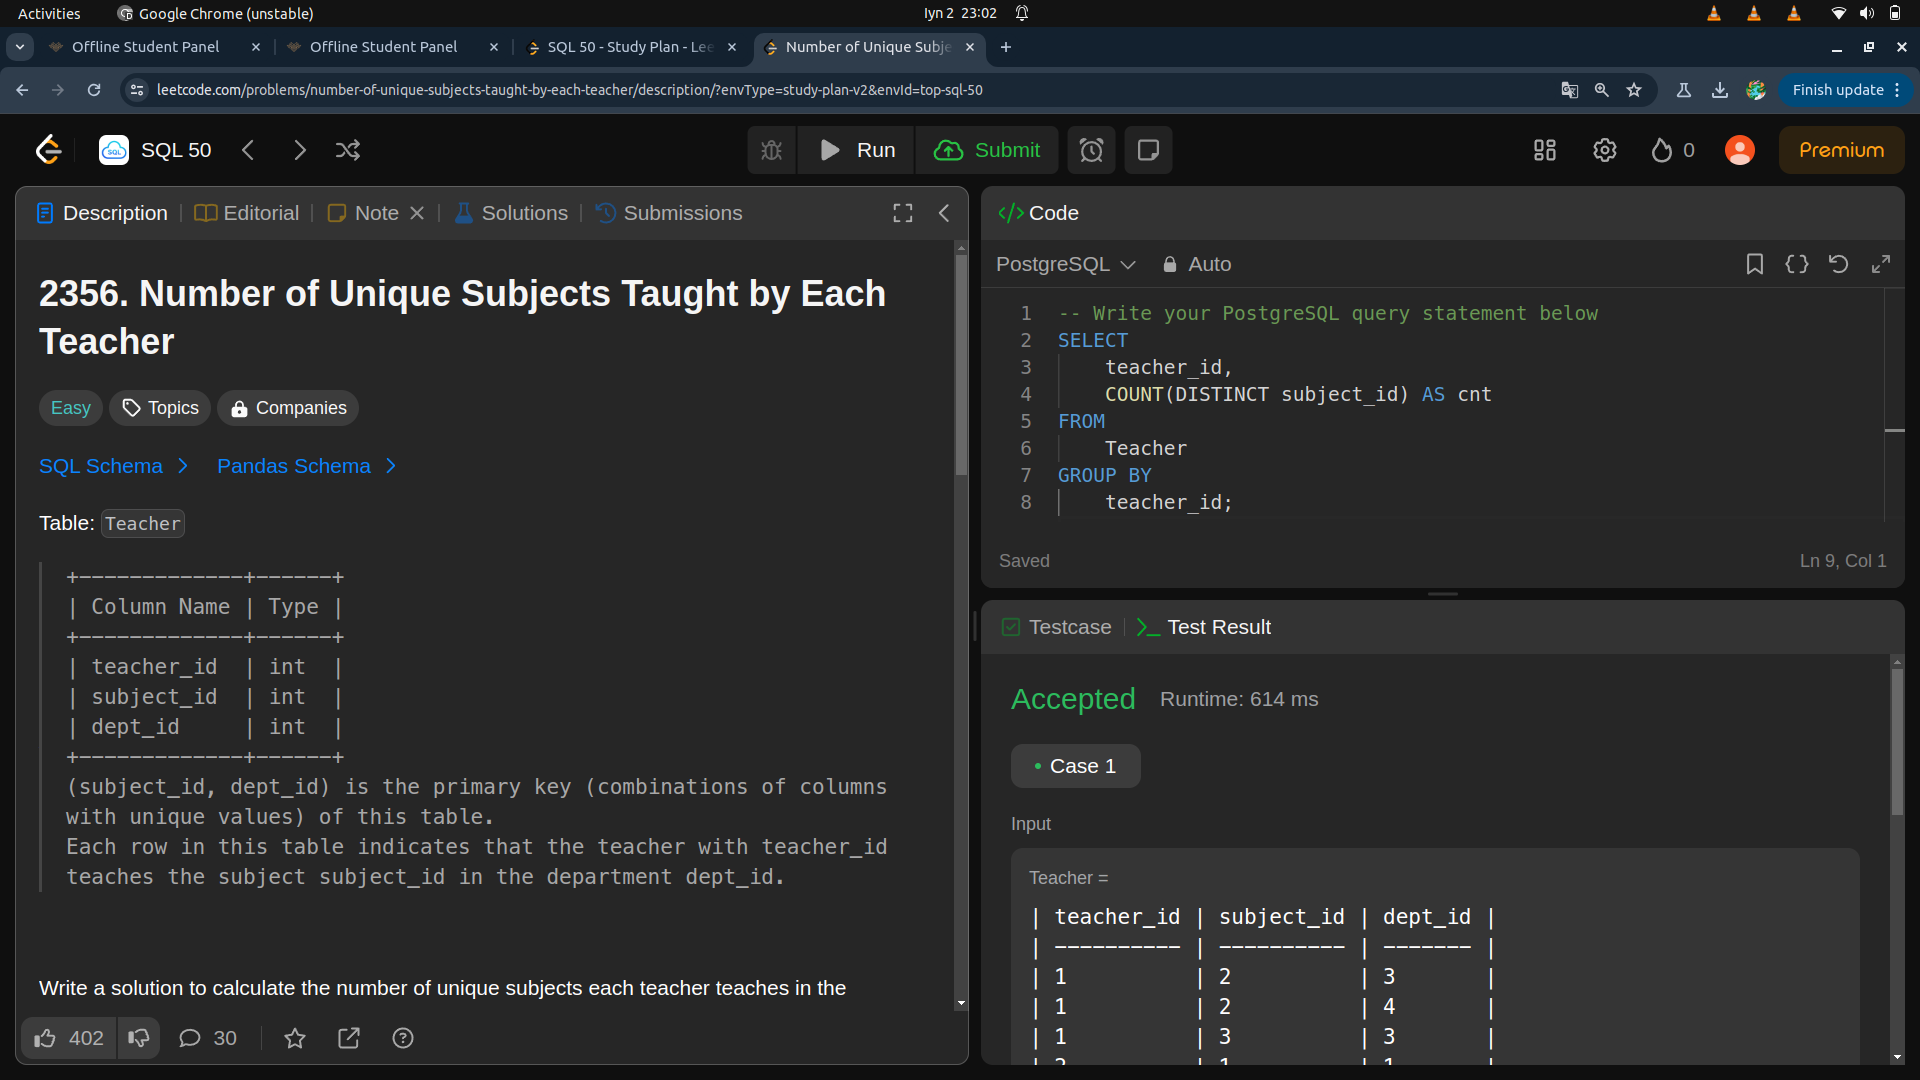 Activities
Google Chrome (unstable)
Iyn 2 23:02
Offline Student Panel
Offline Student Panel
SQL 50 - Study Plan - Lee
Number of Unique Subje
leetcode.com/problems/number-of-unique-subjects-taught-by-each-teacher/description/?envType=study-plan-v2&envId=top-sql-50
Finish update
SQL 50
Run
Submit
0
Premium
Description
Editorial
Note
Solutions
Submissions
2356. Number of Unique Subjects Taught by Each
Teacher
Easy
Topics
Companies
SQL Schema
Pandas Schema
Table: Teacher
+-------------+------+
| Column Name | Type |
+-------------+------+
| teacher_id  | int  |
| subject_id  | int  |
| dept_id     | int  |
+-------------+------+
(subject_id, dept_id) is the primary key (combinations of columns
with unique values) of this table.
Each row in this table indicates that the teacher with teacher_id
teaches the subject subject_id in the department dept_id.
Write a solution to calculate the number of unique subjects each teacher teaches in the
402
30
</> Code
PostgreSQL
Auto
1 -- Write your PostgreSQL query statement below
2 SELECT
3     teacher_id,
4     COUNT(DISTINCT subject_id) AS cnt
5 FROM
6     Teacher
7 GROUP BY
8     teacher_id;
Saved
Ln 9, Col 1
Testcase
Test Result
Accepted
Runtime: 614 ms
Case 1
Input
Teacher =
| teacher_id | subject_id | dept_id |
| ---------- | ---------- | ------- |
| 1          | 2          | 3       |
| 1          | 2          | 4       |
| 1          | 3          | 3       |
| 2          | 1          | 1       |